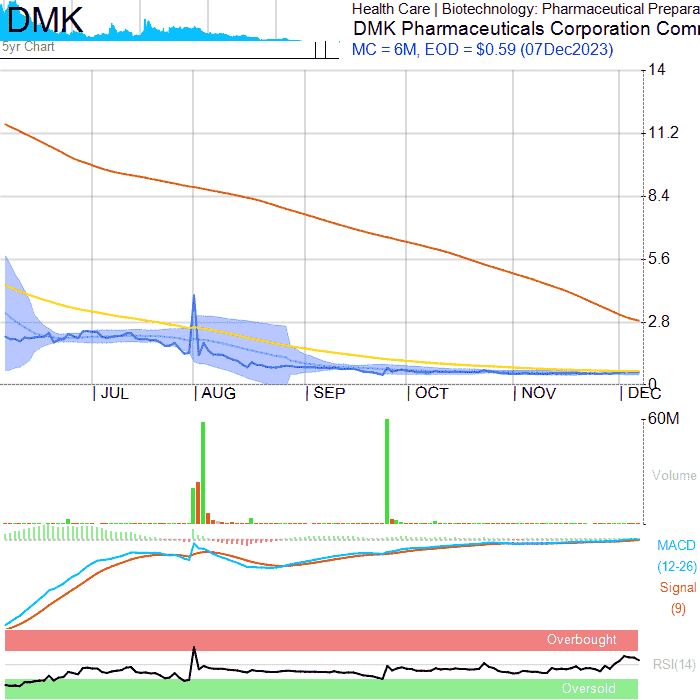 DMK
Health Care | Biotechnology: Pharmaceutical Prepara
DMK Pharmaceuticals Corporation Com
5yr Chart
MC = 6M, EOD = $0.59 (07Dec2023)
14
11.2
8.4
5.6
2.8
0
JUL AUG SEP OCT NOV DEC
60M
Volume
MACD
(12-26)
Signal
(9)
Overbought
RSI(14)
Oversold